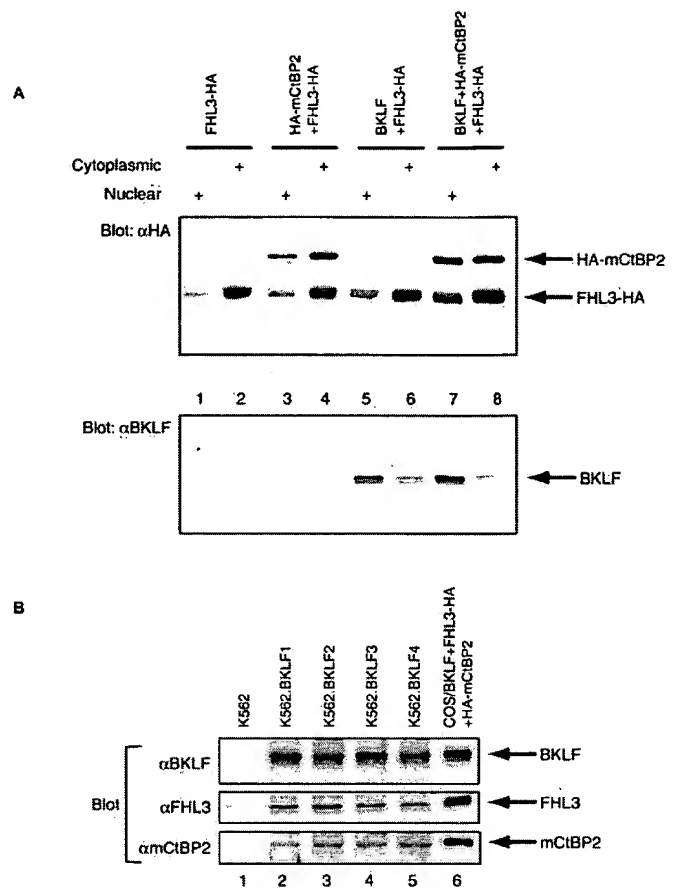 A
FHL3-HA
HA-mCtBP2
+FHL3-HA
BKLF
+FHL3-HA
BKLF+HA-mCtBP2
+FHL3-HA
Cytoplasmic + + + +
Nuclear + + + +
Blot: αHA
HA-mCtBP2
FHL3-HA
1 2 3 4 5 6 7 8
Blot: αBKLF
BKLF
B
K562
K562.BKLF1
K562.BKLF2
K562.BKLF3
K562.BKLF4
COS/BKLF+FHL3-HA
+HA-mCtBP2
Blot
αBKLF
BKLF
αFHL3
FHL3
αmCtBP2
mCtBP2
1 2 3 4 5 6